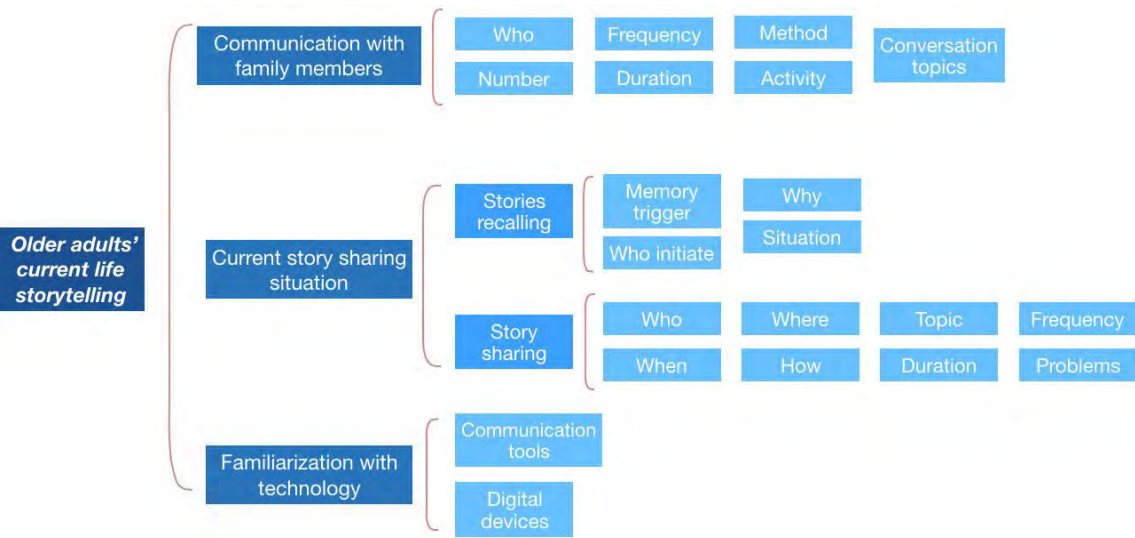 Older adults'
current life
storytelling
Communication with
family members
Who
Frequency
Method
Conversation
topics
Number
Duration
Activity
Current story sharing
situation
Stories
recalling
Memory
trigger
Why
Who initiate
Situation
Story
sharing
Who
Where
Topic
Frequency
When
How
Duration
Problems
Familiarization with
technology
Communication
tools
Digital
devices